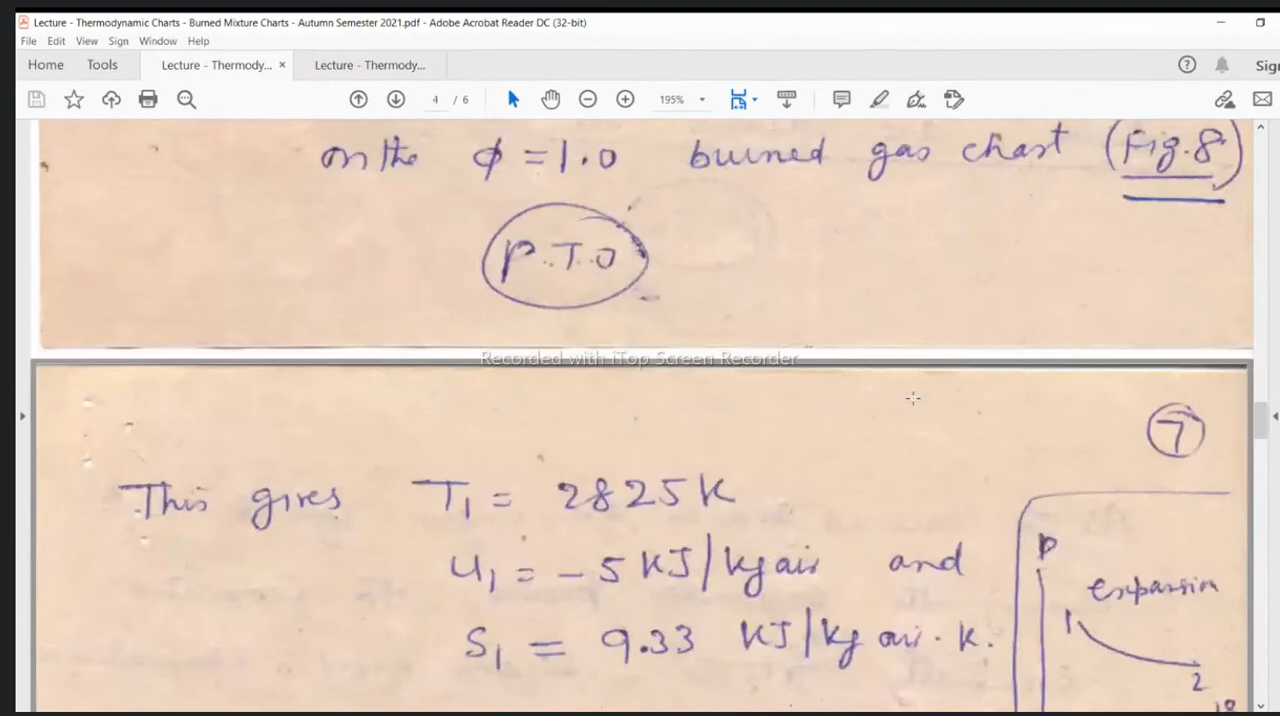 Lecture - Thermodynamic Charts - Burned Mixture Charts - Autumn Semester 2021.pdf - Adobe Acrobat Reader DC (32-bit)
File Edit View Sign Window Help
Home Tools Lecture - Thermody... × Lecture - Thermody... Sign
4 / 6 195%
on the ϕ = 1.0 burned gas chart (Fig. 8)
P.T.O
Recorded with iTop Screen Recorder
7
This gives T₁ = 2825 K
u₁ = -5 KJ/kg air and
S₁ = 9.33 KJ/kg air. K.
P
expansion
1
2